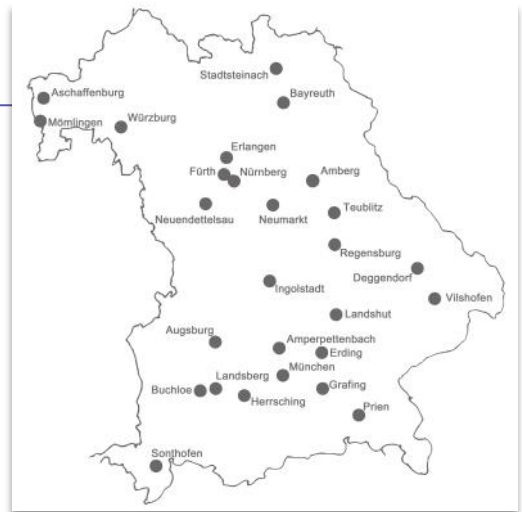 Stadtsteinach
Aschaffenburg
Bayreuth
Mömlingen
Würzburg
Erlangen
Fürth
Nürnberg
Amberg
Neuendettelsau
Neumarkt
Teublitz
Regensburg
Deggendorf
Ingolstadt
Vilshofen
Landshut
Augsburg
Amperpettenbach
Erding
München
Landsberg
Grafing
Buchloe
Herrsching
Prien
Sonthofen